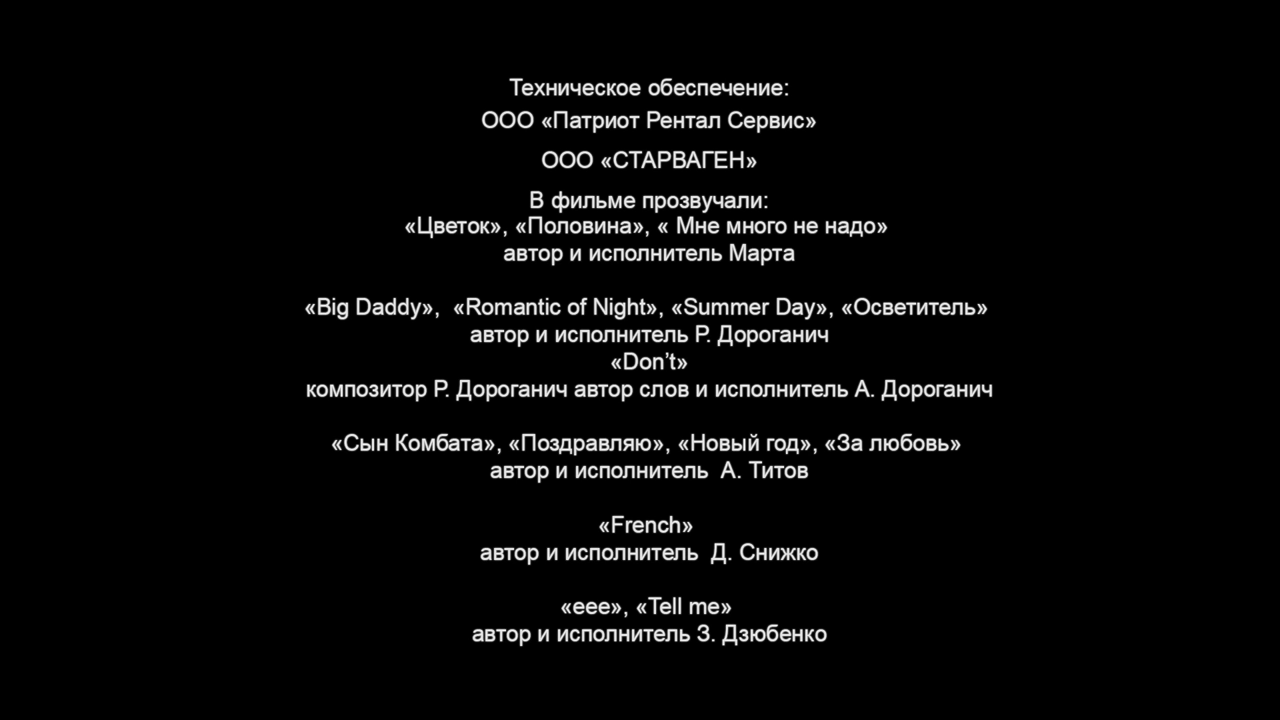 Техническое обеспечение:
ООО «Патриот Рентал Сервис»
ООО «СТАРВАГЕН»
В фильме прозвучали:
«Цветок», «Половина», « Мне много не надо»
автор и исполнитель Марта
«Big Daddy»,  «Romantic of Night», «Summer Day», «Осветитель»
автор и исполнитель Р. Дороганич
«Don’t»
композитор Р. Дороганич автор слов и исполнитель А. Дороганич
«Сын Комбата», «Поздравляю», «Новый год», «За любовь»
автор и исполнитель  А. Титов
«French»
автор и исполнитель  Д. Снижко
«eee», «Tell me»
автор и исполнитель З. Дзюбенко